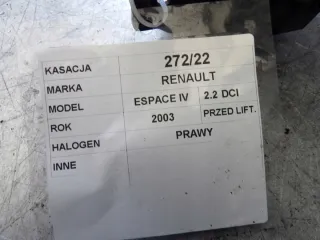 KASACJA 272/22
MARKA RENAULT
MODEL ESPACE IV 2.2 DCI
ROK 2003 PRZED LIFT.
HALOGEN PRAWY
INNE